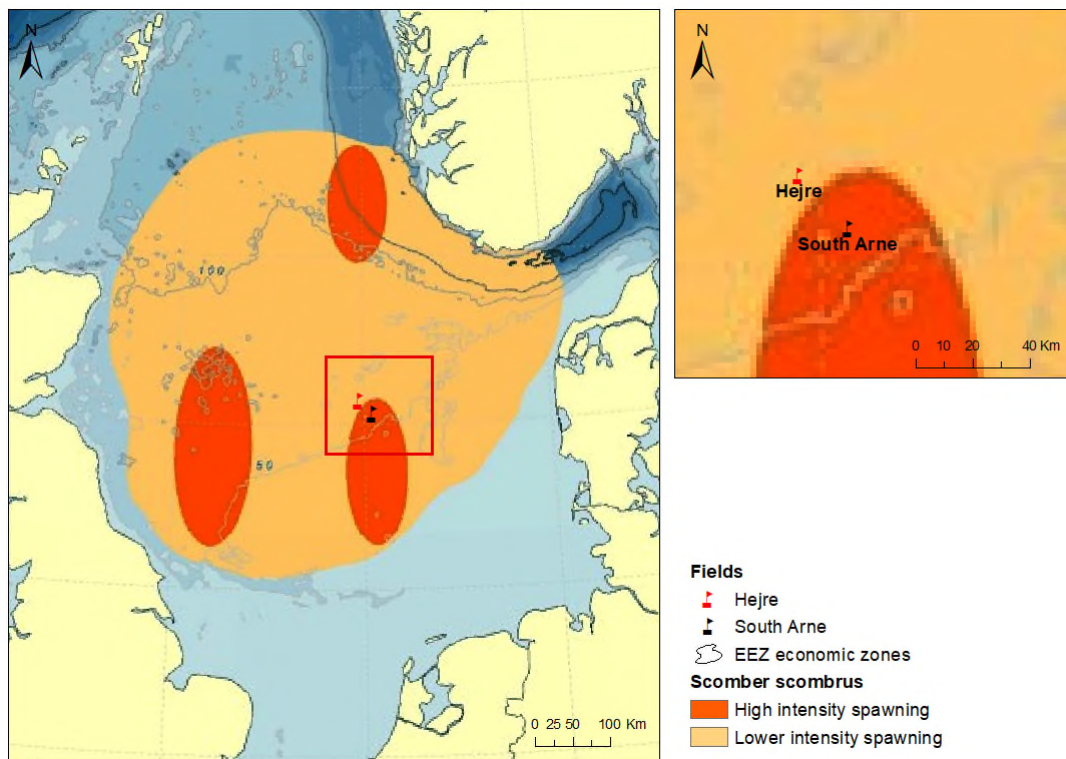 N
100
50
0 25 50 100 Km
N
Hejre
South Arne
0 10 20 40 Km
Fields
Hejre
South Arne
EEZ economic zones
Scomber scombrus
High intensity spawning
Lower intensity spawning